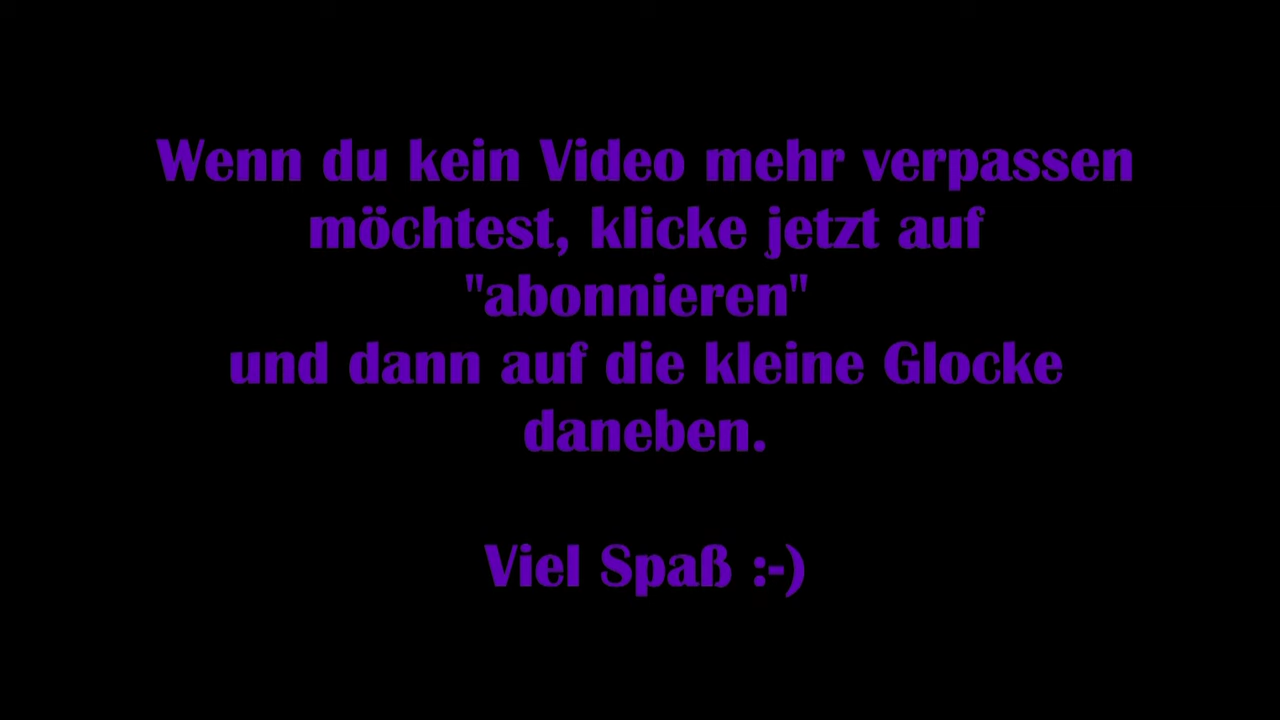 Wenn du kein Video mehr verpassen
möchtest, klicke jetzt auf
"abonnieren"
und dann auf die kleine Glocke
daneben.
Viel Spaß :-)